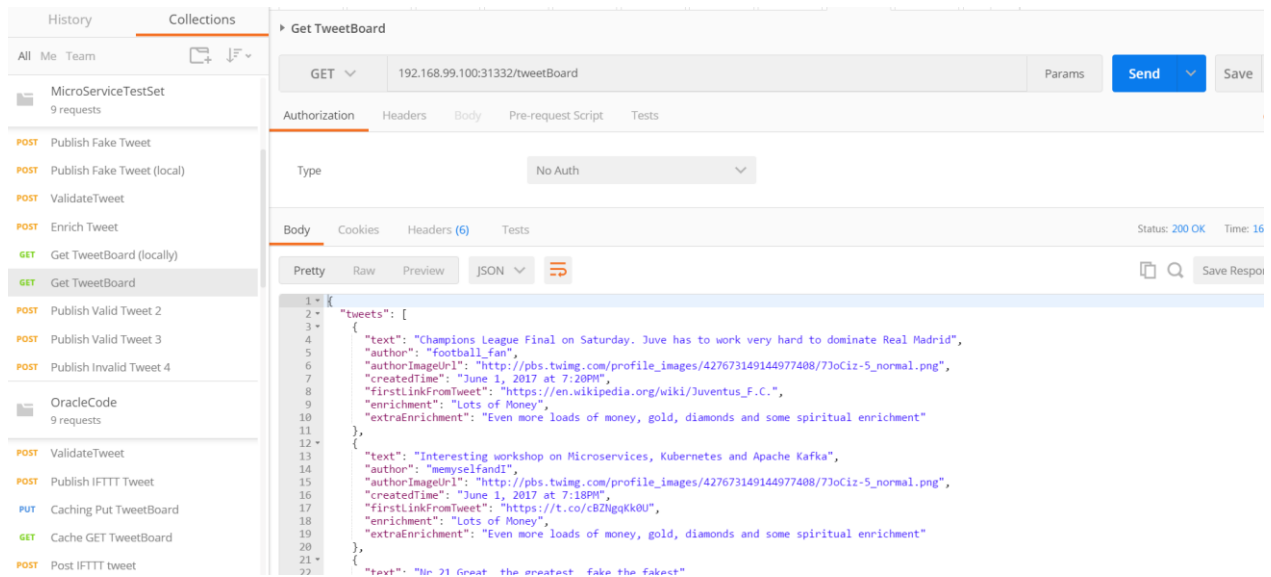 History Collections
All Me Team
MicroServiceTestSet
9 requests
POST Publish Fake Tweet
POST Publish Fake Tweet (local)
POST ValidateTweet
POST Enrich Tweet
GET Get TweetBoard (locally)
GET Get TweetBoard
POST Publish Valid Tweet 2
POST Publish Valid Tweet 3
POST Publish Invalid Tweet 4
OracleCode
9 requests
POST ValidateTweet
POST Publish IFTTT Tweet
PUT Caching Put TweetBoard
GET Cache GET TweetBoard
POST Post IFTTT tweet
Get TweetBoard
GET 192.168.99.100:31332/tweetBoard Params Send Save
Authorization Headers Body Pre-request Script Tests
Type No Auth
Body Cookies Headers (6) Tests Status: 200 OK Time: 16
Pretty Raw Preview JSON Save Respor
1 {
2 "tweets": [
3 {
4 "text": "Champions League Final on Saturday. Juve has to work very hard to dominate Real Madrid",
5 "author": "football_fan",
6 "authorImageUrl": "http://pbs.twimg.com/profile_images/427673149144977408/7JoCiz-5_normal.png",
7 "createdTime": "June 1, 2017 at 7:20PM",
8 "firstLinkFromTweet": "https://en.wikipedia.org/wiki/Juventus_F.C.",
9 "enrichment": "Lots of Money",
10 "extraEnrichment": "Even more loads of money, gold, diamonds and some spiritual enrichment"
11 },
12 {
13 "text": "Interesting workshop on Microservices, Kubernetes and Apache Kafka",
14 "author": "memyselfandI",
15 "authorImageUrl": "http://pbs.twimg.com/profile_images/427673149144977408/7JoCiz-5_normal.png",
16 "createdTime": "June 1, 2017 at 7:18PM",
17 "firstLinkFromTweet": "https://t.co/cBZNgqKk0U",
18 "enrichment": "Lots of Money",
19 "extraEnrichment": "Even more loads of money, gold, diamonds and some spiritual enrichment"
20 },
21 {
22 "text": "Nr 21 Great, the greatest, fake the fakest"